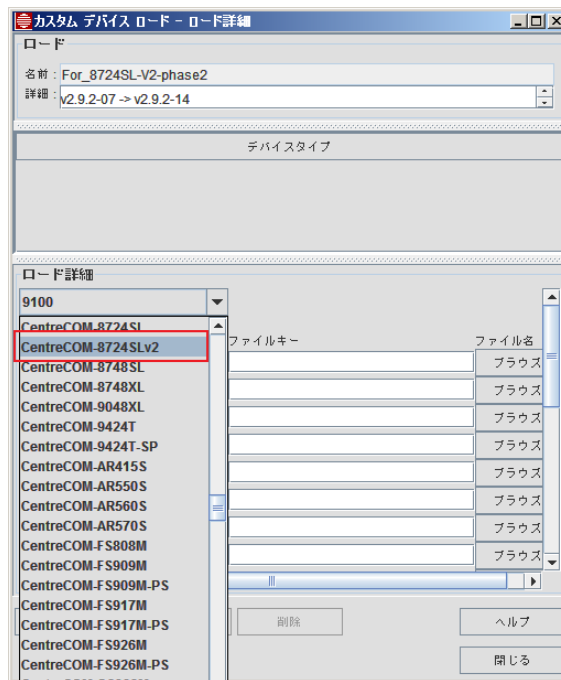 カスタム デバイス ロード - ロード詳細
ロード
名前 : For_8724SL-V2-phase2
詳細 : v2.9.2-07 -> v2.9.2-14
デバイスタイプ
ロード詳細
9100
CentreCOM-8724SL
CentreCOM-8724SLv2
ファイルキー ファイル名
CentreCOM-8748SL
ブラウズ
CentreCOM-8748XL
ブラウズ
CentreCOM-9048XL
CentreCOM-9424T
ブラウズ
CentreCOM-9424T-SP
ブラウズ
CentreCOM-AR415S
CentreCOM-AR550S
ブラウズ
CentreCOM-AR560S
ブラウズ
CentreCOM-AR570S
ブラウズ
CentreCOM-FS808M
CentreCOM-FS909M
ブラウズ
CentreCOM-FS909M-PS
CentreCOM-FS917M
CentreCOM-FS917M-PS
削除 ヘルプ
CentreCOM-FS926M
CentreCOM-FS926M-PS
閉じる